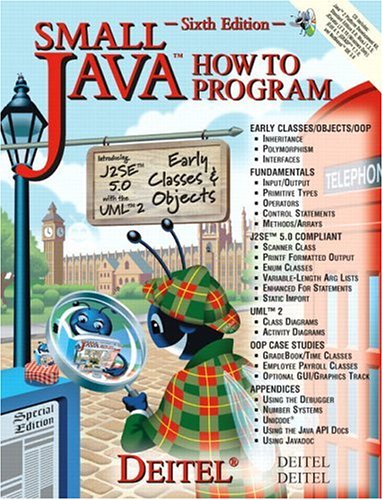 Sixth Edition
SMALL
JAVA™
HOW TO
PROGRAM
Introducing
J2SE™
5.0
with the
UML™ 2
Early
Classes &
Objects
TELEPHON
EARLY CLASSES/OBJECTS/OOP
▪ INHERITANCE
▪ POLYMORPHISM
▪ INTERFACES
FUNDAMENTALS
▪ INPUT/OUTPUT
▪ PRIMITIVE TYPES
▪ OPERATORS
▪ CONTROL STATEMENTS
▪ METHODS/ARRAYS
J2SE™ 5.0 COMPLIANT
▪ SCANNER CLASS
▪ PRINTF FORMATTED OUTPUT
▪ ENUM CLASSES
▪ VARIABLE-LENGTH ARG LISTS
▪ ENHANCED FOR STATEMENTS
▪ STATIC IMPORT
UML™ 2
▪ CLASS DIAGRAMS
▪ ACTIVITY DIAGRAMS
OOP CASE STUDIES
▪ GRADEBOOK/TIME CLASSES
▪ EMPLOYEE PAYROLL CLASSES
▪ OPTIONAL GUI/GRAPHICS TRACK
APPENDICES
▪ USING THE DEBUGGER
▪ NUMBER SYSTEMS
▪ UNICODE®
▪ USING THE JAVA API DOCS
▪ USING JAVADOC
Special
Edition
DEITEL®
DEITEL
DEITEL